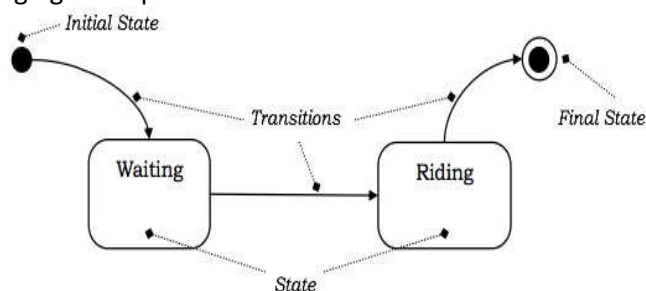 Initial State
Transitions
Final State
Waiting
Riding
State